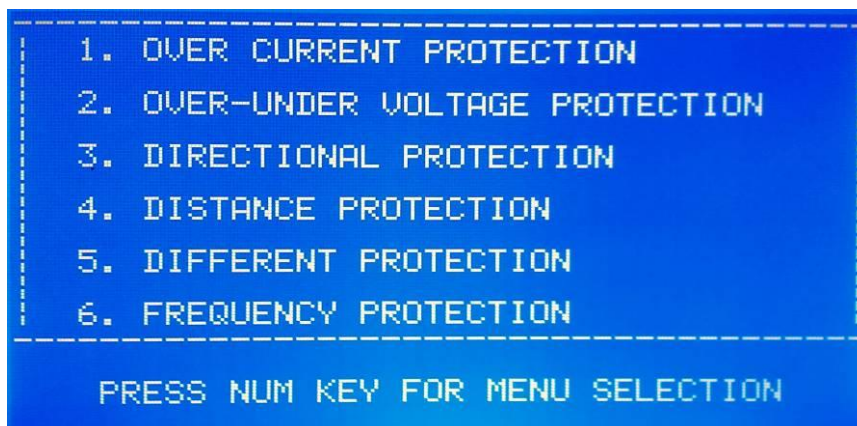 1. OVER CURRENT PROTECTION
2. OVER-UNDER VOLTAGE PROTECTION
3. DIRECTIONAL PROTECTION
4. DISTANCE PROTECTION
5. DIFFERENT PROTECTION
6. FREQUENCY PROTECTION
PRESS NUM KEY FOR MENU SELECTION